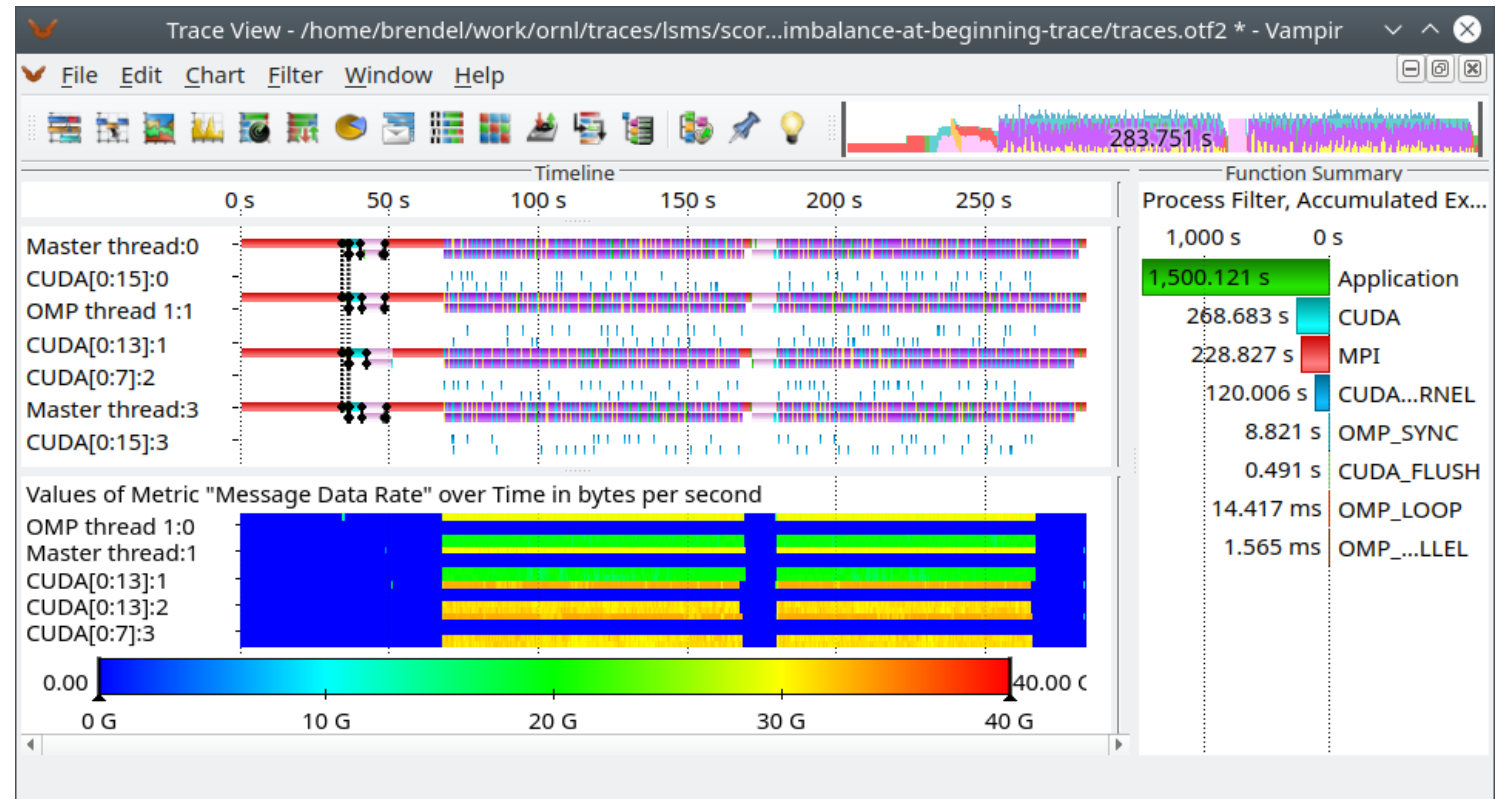 Trace View - /home/brendel/work/ornl/traces/lsms/scor...imbalance-at-beginning-trace/traces.otf2 * - Vampir
File Edit Chart Filter Window Help
283.751 s
Timeline
0 s 50 s 100 s 150 s 200 s 250 s
Master thread:0
CUDA[0:15]:0
OMP thread 1:1
CUDA[0:13]:1
CUDA[0:7]:2
Master thread:3
CUDA[0:15]:3
Values of Metric "Message Data Rate" over Time in bytes per second
OMP thread 1:0
Master thread:1
CUDA[0:13]:1
CUDA[0:13]:2
CUDA[0:7]:3
0.00 40.00
0 G 10 G 20 G 30 G 40 G
Function Summary
Process Filter, Accumulated Ex...
1,000 s 0 s
1,500.121 s Application
268.683 s CUDA
228.827 s MPI
120.006 s CUDA...RNEL
8.821 s OMP_SYNC
0.491 s CUDA_FLUSH
14.417 ms OMP_LOOP
1.565 ms OMP_...LLEL